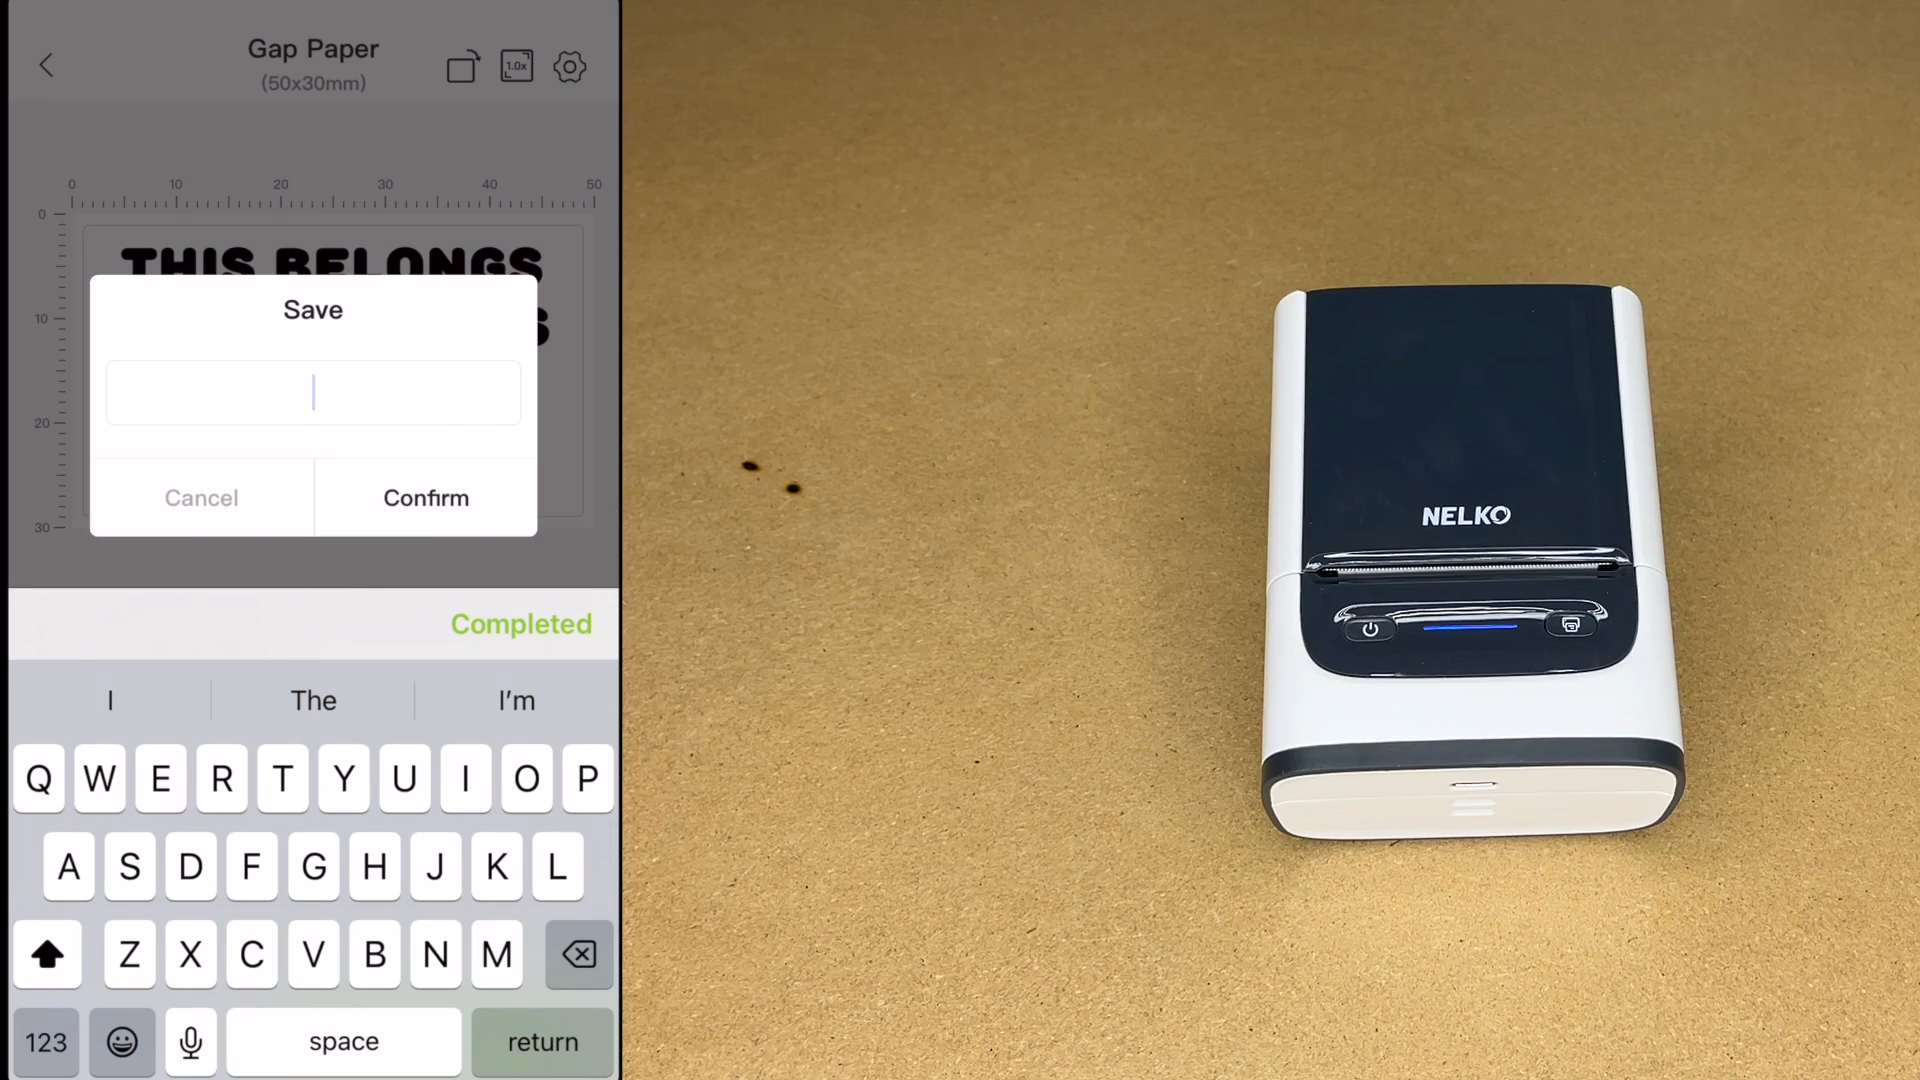 Gap Paper
(50x30mm)
1.0x
0 10 20 30 40 50
0
THIS BELONGS
10
S
20
30
Save
Cancel
Confirm
Completed
I The I'm
Q W E R T Y U I O P
A S D F G H J K L
Z X C V B N M
123 space return
NELKO